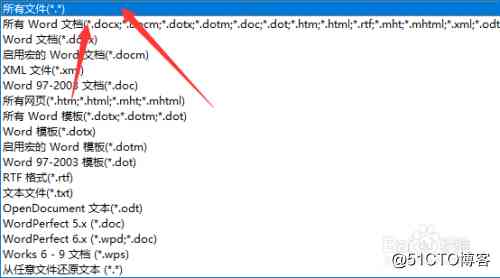 所有文件(*.*)
所有 Word 文档(*.docx;*.docm;*.dotx;*.dotm;*.doc;*.dot;*.htm;*.html;*.rtf;*.mht;*.mhtml;*.xml;*.odt
Word 文档(*.docx)
启用宏的 Word 文档(*.docm)
XML 文件(*.xml)
Word 97-2003 文档(*.doc)
所有网页(*.htm;*.html;*.mht;*.mhtml)
所有 Word 模板(*.dotx;*.dotm;*.dot)
Word 模板(*.dotx)
启用宏的 Word 模板(*.dotm)
Word 97-2003 模板(*.dot)
RTF 格式(*.rtf)
文本文件(*.txt)
OpenDocument 文本(*.odt)
WordPerfect 5.x (*.doc)
WordPerfect 6.x (*.wpd;*.doc)
Works 6 - 9 文档 (*.wps)
从任意文件还原文本 (*.*)
@51CTO博客